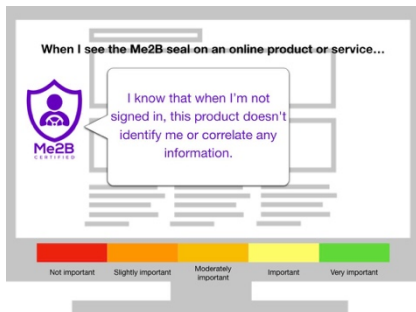 When I see the Me2B seal on an online product or service...
I know that when I'm not
signed in, this product doesn't
identify me or correlate any
information.
Me2B
CERTIFIED
Not important
Slightly important
Moderately
important
Important
Very important